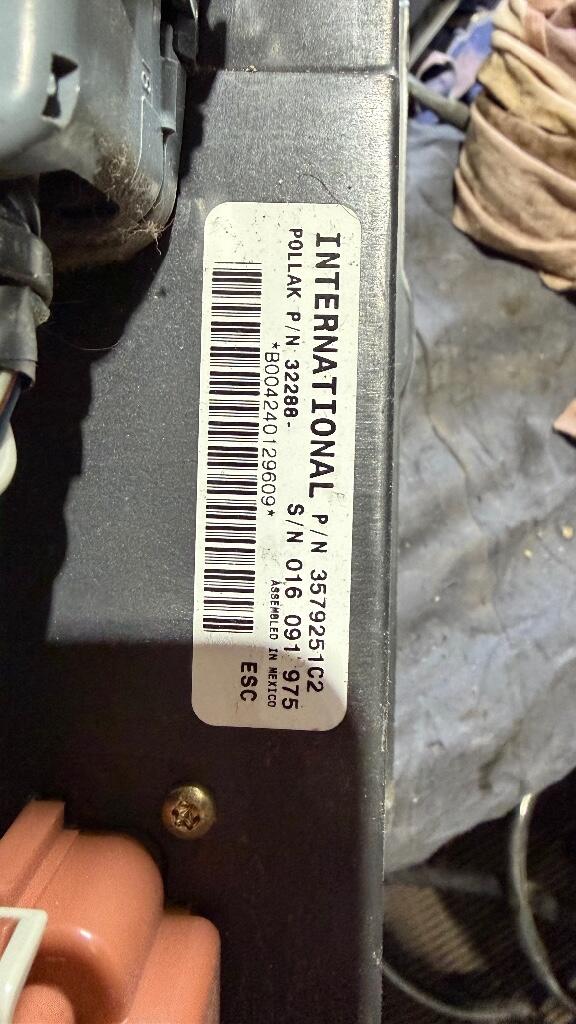 INTERNATIONAL P/N 3579251C2
POLLAK P/N 32288- S/N 016 091 975
*B004240129609* ASSEMBLED IN MEXICO
ESC